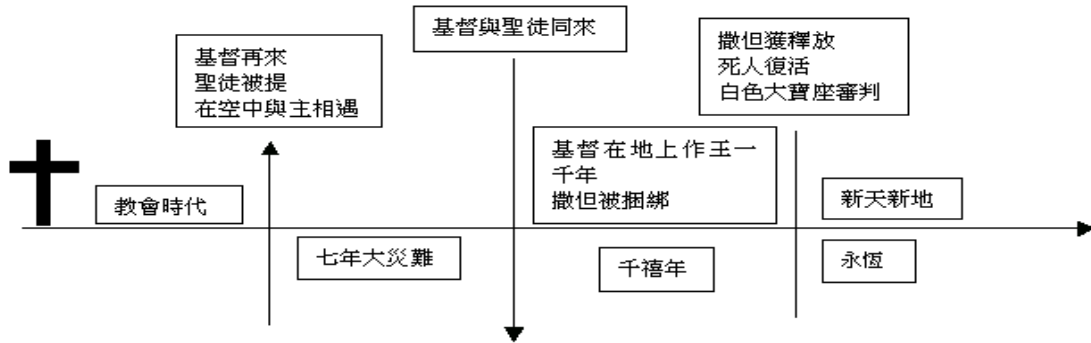 基督與聖徒同來
基督再來
聖徒被提
在空中與主相遇
撒但獲釋放
死人復活
白色大寶座審判
基督在地上作王一
千年
撒但被捆綁
教會時代
新天新地
七年大災難
千禧年
永恆